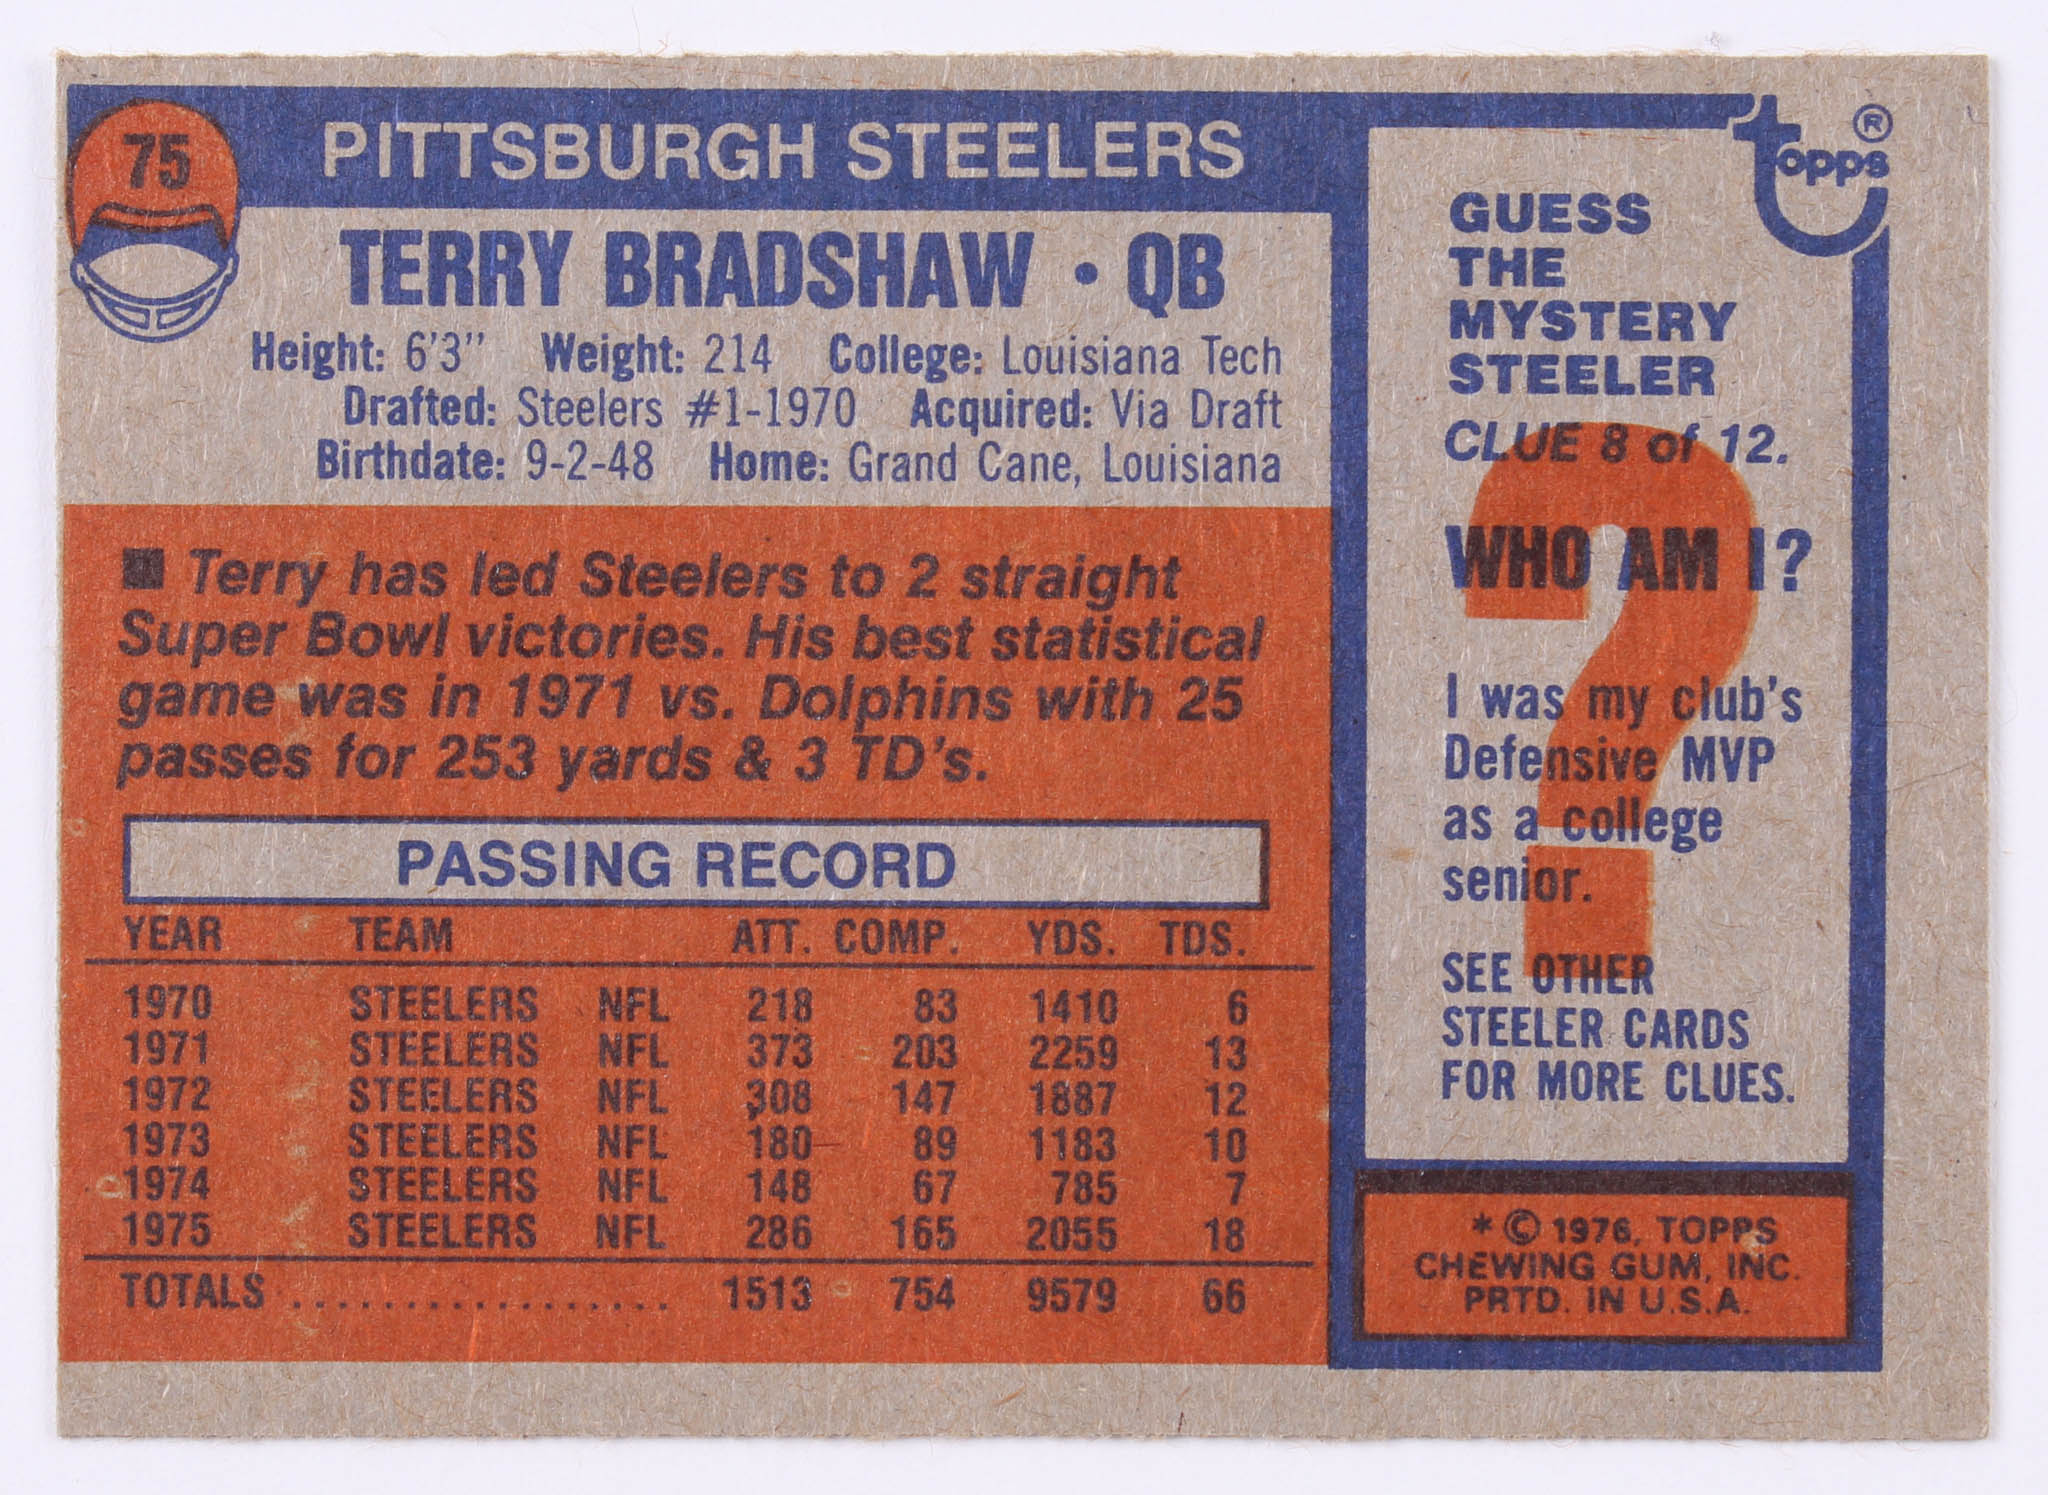 75
PITTSBURGH STEELERS
TERRY BRADSHAW • QB
Height: 6'3" Weight: 214 College: Louisiana Tech
Drafted: Steelers #1-1970 Acquired: Via Draft
Birthdate: 9-2-48 Home: Grand Cane, Louisiana
■ Terry has led Steelers to 2 straight
Super Bowl victories. His best statistical
game was in 1971 vs. Dolphins with 25
passes for 253 yards & 3 TD's.
PASSING RECORD
YEAR TEAM ATT. COMP. YDS. TDS.
1970 STEELERS NFL 218 83 1410 6
1971 STEELERS NFL 373 203 2259 13
1972 STEELERS NFL 308 147 1887 12
1973 STEELERS NFL 180 89 1183 10
1974 STEELERS NFL 148 67 785 7
1975 STEELERS NFL 286 165 2055 18
TOTALS .................. 1513 754 9579 66
topps ®
GUESS
THE
MYSTERY
STEELER
CLUE 8 of 12.
WHO AM I?
?
I was my club's
Defensive MVP
as a college
senior.
SEE OTHER
STEELER CARDS
FOR MORE CLUES.
* © 1976, TOPPS
CHEWING GUM, INC.
PRTD. IN U.S.A.